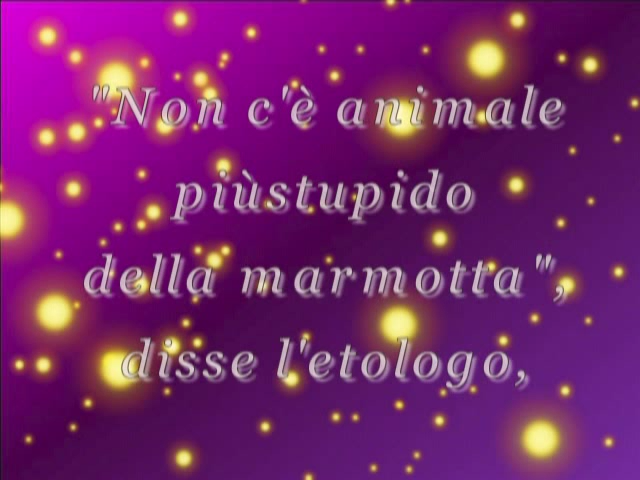 "Non c'è animale
piùstupido
della marmotta",
disse l'etologo,